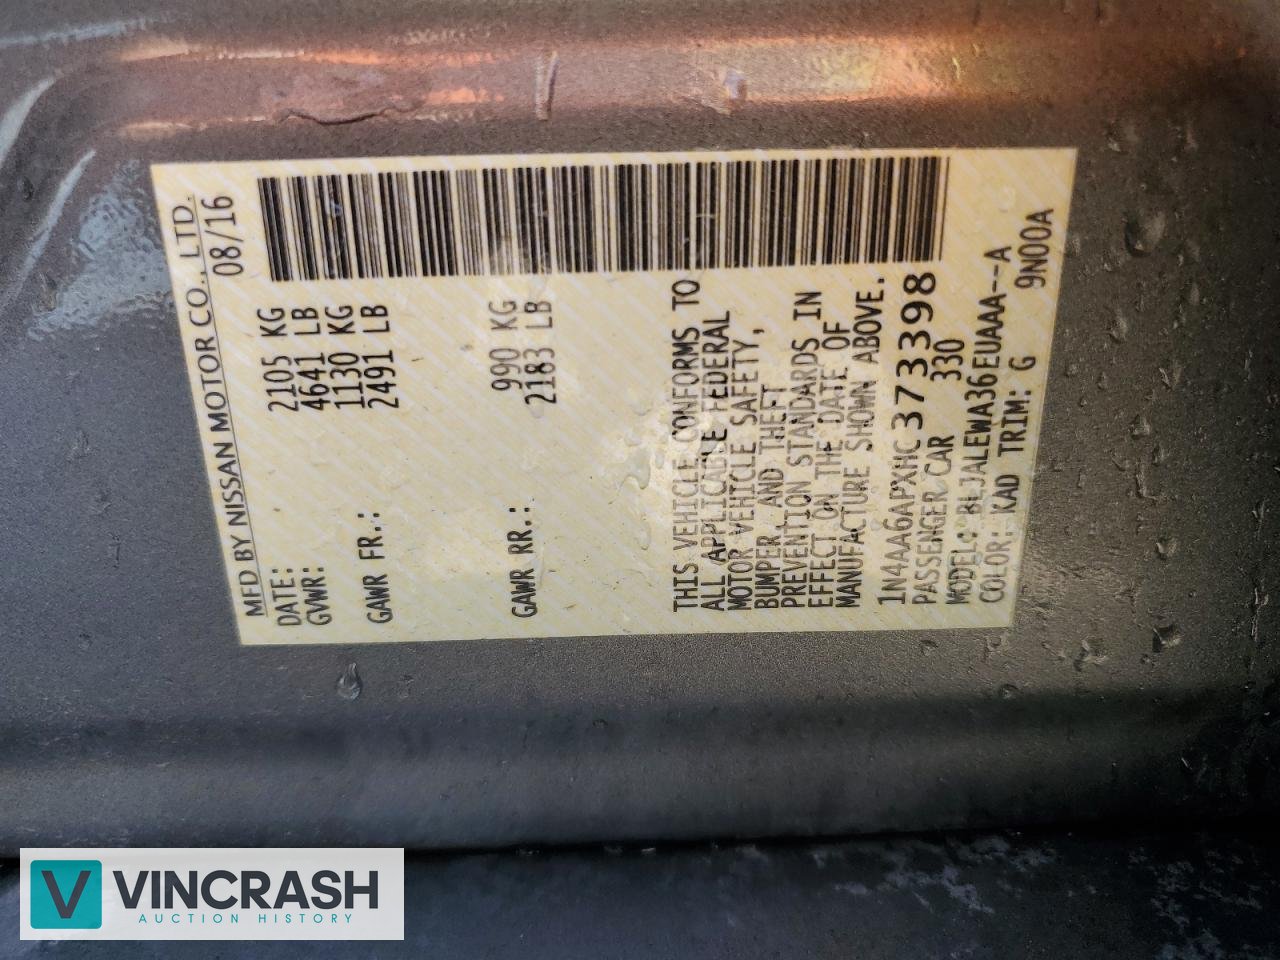 MFD BY NISSAN MOTOR CO., LTD.
DATE: 08/16
GVWR: 2105 KG
4641 LB
GAWR FR.: 1130 KG
2491 LB
GAWR RR.: 990 KG
2183 LB
THIS VEHICLE CONFORMS TO
ALL APPLICABLE FEDERAL
MOTOR VEHICLE SAFETY,
BUMPER, AND THEFT
PREVENTION STANDARDS IN
EFFECT ON THE DATE OF
MANUFACTURE SHOWN ABOVE.
1N4AA6APXHC373398
PASSENGER CAR 330
MODEL: BLJALEWA36EUAAA--A
COLOR: KAD TRIM: G 9N00A
V VINCRASH
AUCTION HISTORY